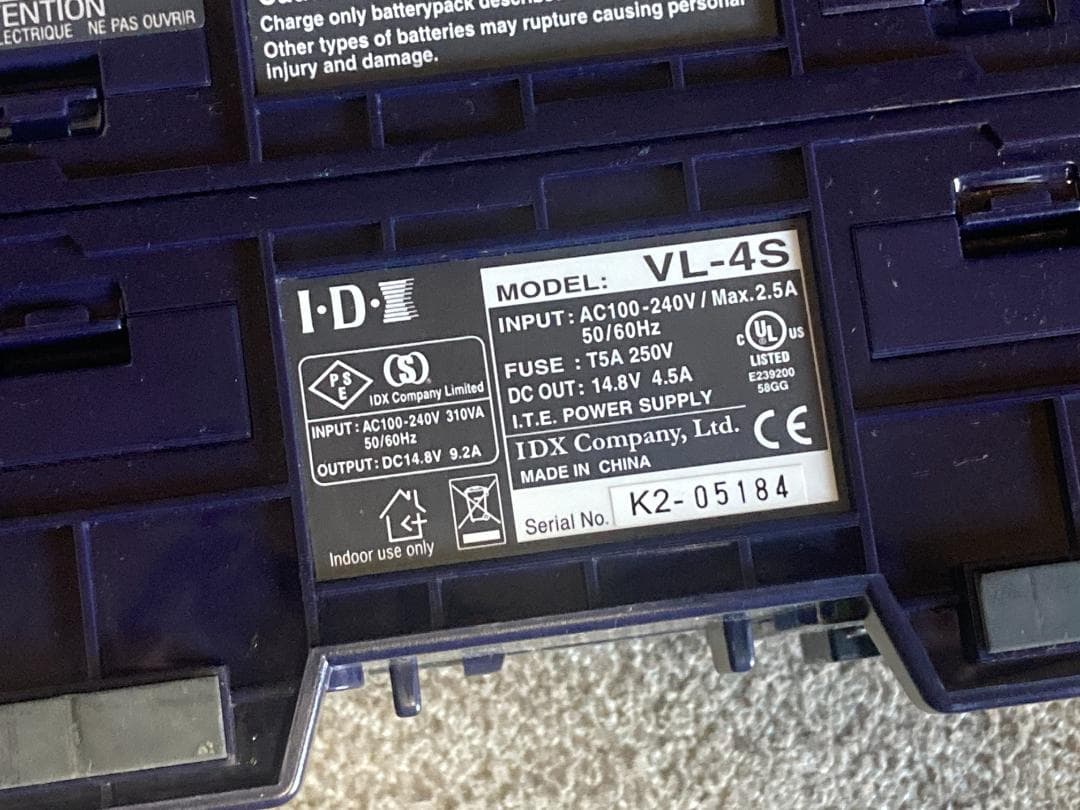 ENTION
ECTRIQUE NE PAS OUVRIR
Charge only batterypack
Other types of batteries may rupture causing personal
injury and damage.
I·D·X
MODEL: VL-4S
INPUT: AC100-240V / Max.2.5A
50/60Hz
FUSE : T5A 250V
DC OUT: 14.8V 4.5A
I.T.E. POWER SUPPLY
IDX Company, Ltd.
MADE IN CHINA
Serial No. K2-05184
C UL US
LISTED
E239200
58GG
CE
PSE
S
IDX Company Limited
INPUT: AC100-240V 310VA
50/60Hz
OUTPUT: DC14.8V 9.2A
Indoor use only